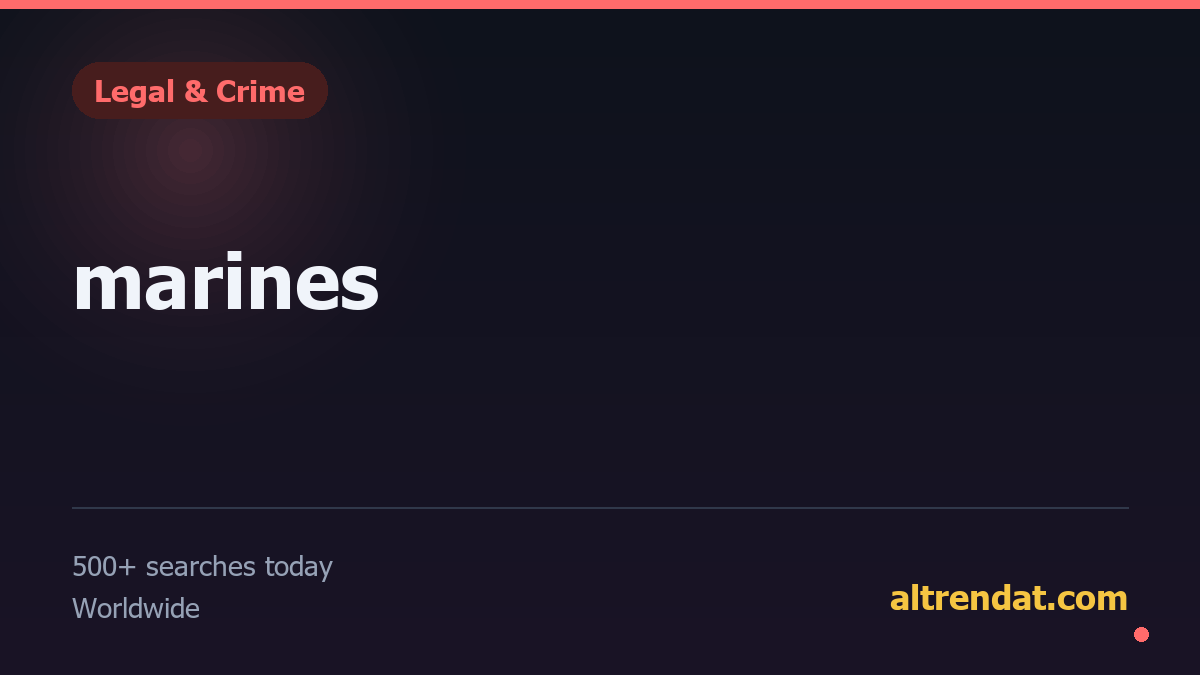 Legal & Crime
marines
500+ searches today
Worldwide
altrendat.com